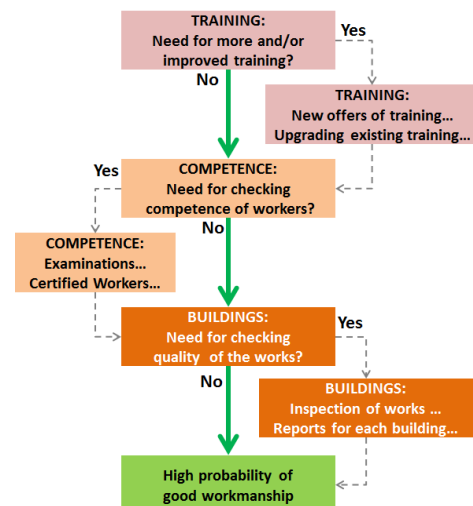 TRAINING:
Need for more and/or
improved training?
Yes
No
TRAINING:
New offers of training...
Upgrading existing training...
Yes
COMPETENCE:
Need for checking
competence of workers?
No
COMPETENCE:
Examinations...
Certified Workers...
BUILDINGS:
Need for checking
quality of the works?
Yes
No
BUILDINGS:
Inspection of works ...
Reports for each building...
High probability of
good workmanship